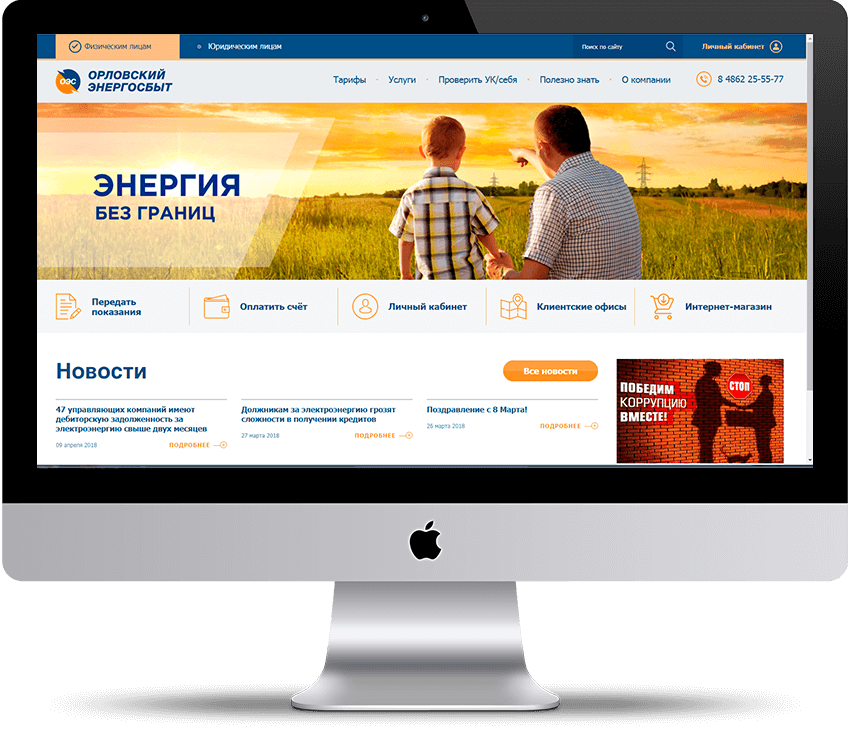 Физическим лицам
Юридическим лицам
Поиск по сайту
Личный кабинет
ОЭС
ОРЛОВСКИЙ
ЭНЕРГОСБЫТ
Тарифы
Услуги
Проверить УК/себя
Полезно знать
О компании
8 4862 25-55-77
ЭНЕРГИЯ
БЕЗ ГРАНИЦ
Передать
показания
Оплатить счёт
Личный кабинет
Клиентские офисы
Интернет-магазин
Новости
Все новости
47 управляющих компаний имеют
дебиторскую задолженность за
электроэнергию свыше двух месяцев
09 апреля 2018
ПОДРОБНЕЕ
Должникам за электроэнергию грозят
сложности в получении кредитов
27 марта 2018
ПОДРОБНЕЕ
Поздравление с 8 Марта!
26 марта 2018
ПОДРОБНЕЕ
ПОБЕДИМ
КОРРУПЦИЮ
ВМЕСТЕ!
СТОП